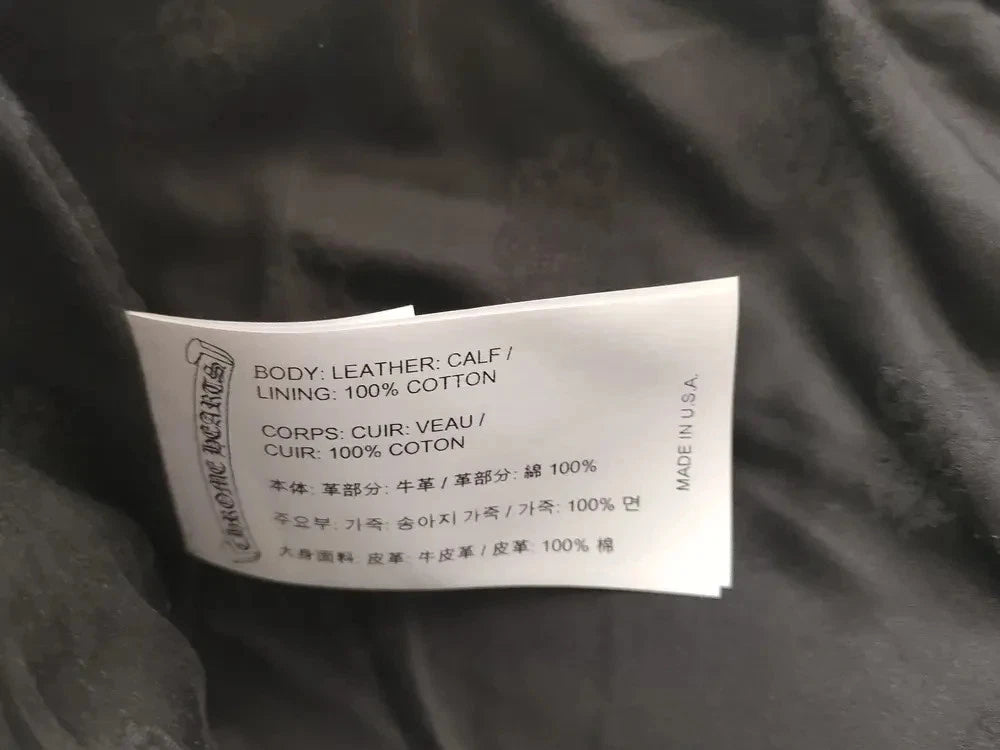 CHROME HEARTS
BODY: LEATHER: CALF /
LINING: 100% COTTON
CORPS: CUIR: VEAU /
CUIR: 100% COTON
本体: 革部分: 牛革 / 革部分: 綿 100%
주요부: 가죽: 송아지 가죽 / 가죽: 100% 면
大身面料: 皮革: 牛皮革 / 皮革: 100% 棉
MADE IN U.S.A.